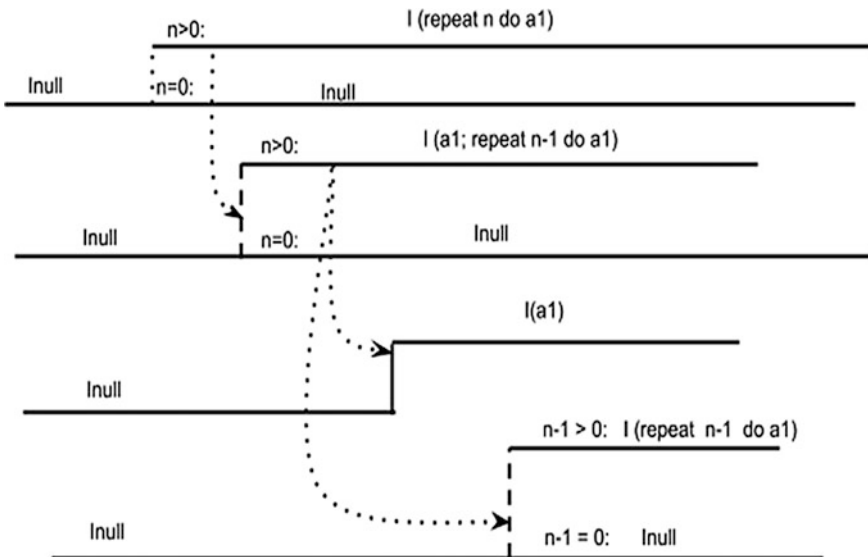 n>0: I (repeat n do a1)
Inull n=0: Inull
n>0: I (a1; repeat n-1 do a1)
Inull n=0: Inull
I(a1)
Inull
n-1 > 0: I (repeat n-1 do a1)
Inull n-1 = 0: Inull